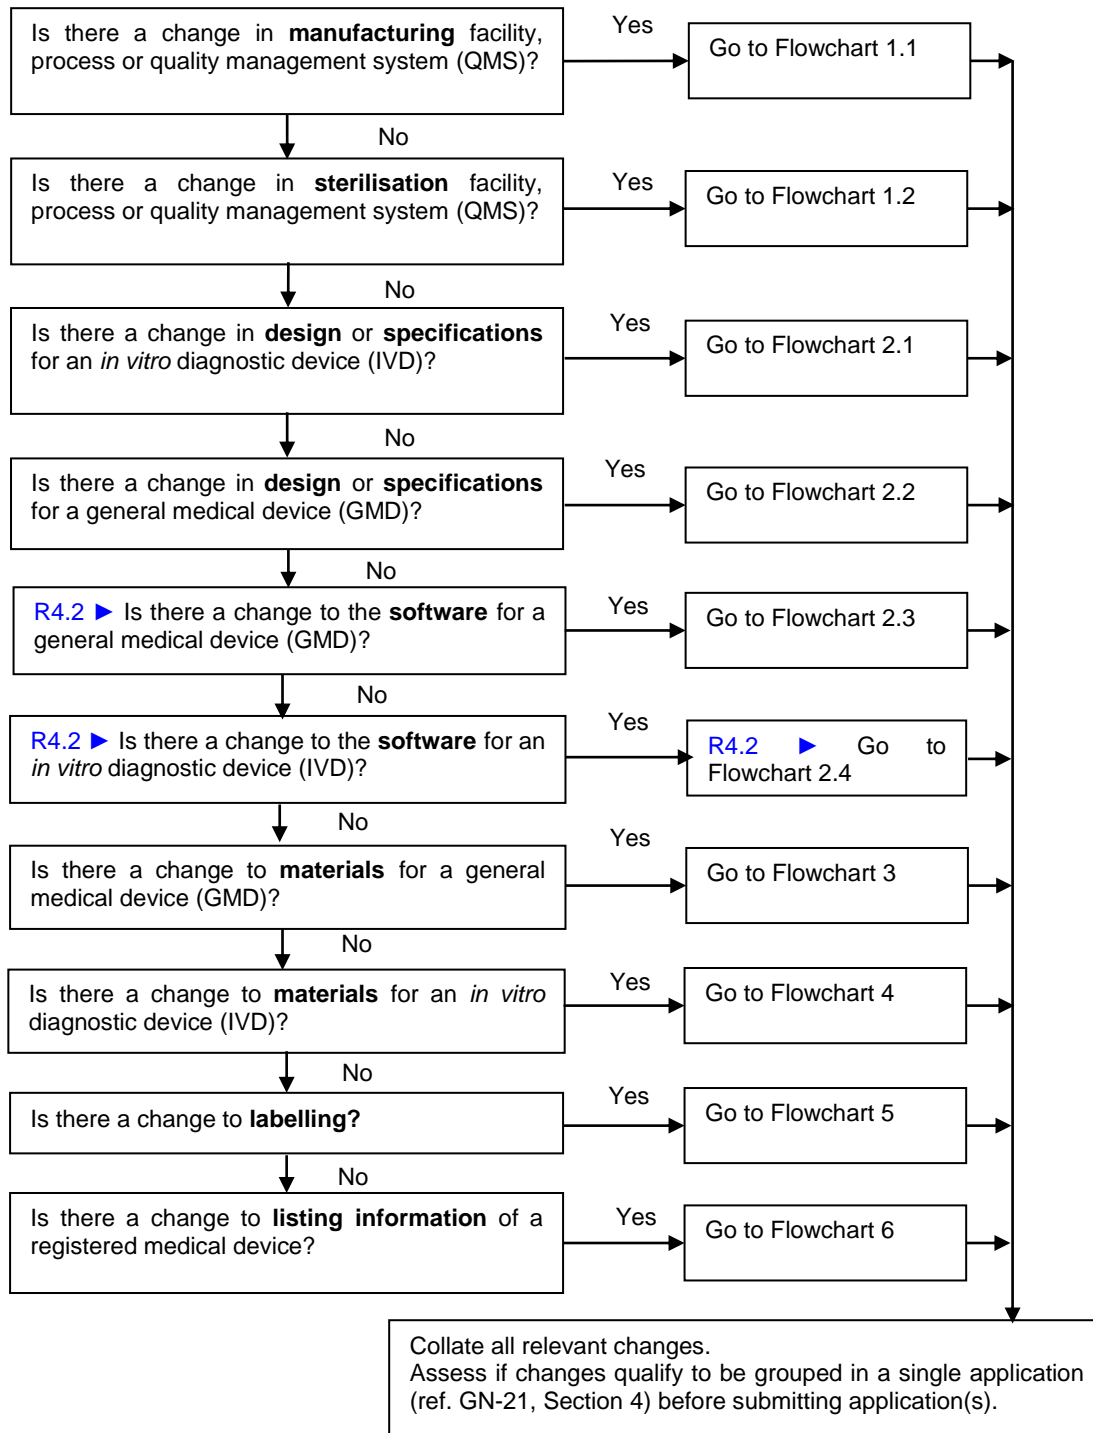 Is there a change in manufacturing facility,
process or quality management system (QMS)?
Yes
Go to Flowchart 1.1
No
Is there a change in sterilisation facility,
process or quality management system (QMS)?
Yes
Go to Flowchart 1.2
No
Is there a change in design or specifications
for an in vitro diagnostic device (IVD)?
Yes
Go to Flowchart 2.1
No
Is there a change in design or specifications
for a general medical device (GMD)?
Yes
Go to Flowchart 2.2
No
R4.2 ► Is there a change to the software for a
general medical device (GMD)?
Yes
Go to Flowchart 2.3
No
R4.2 ► Is there a change to the software for an
in vitro diagnostic device (IVD)?
Yes
R4.2 ► Go to
Flowchart 2.4
No
Is there a change to materials for a general
medical device (GMD)?
Yes
Go to Flowchart 3
No
Is there a change to materials for an in vitro
diagnostic device (IVD)?
Yes
Go to Flowchart 4
No
Is there a change to labelling?
Yes
Go to Flowchart 5
No
Is there a change to listing information of a
registered medical device?
Yes
Go to Flowchart 6
Collate all relevant changes.
Assess if changes qualify to be grouped in a single application
(ref. GN-21, Section 4) before submitting application(s).